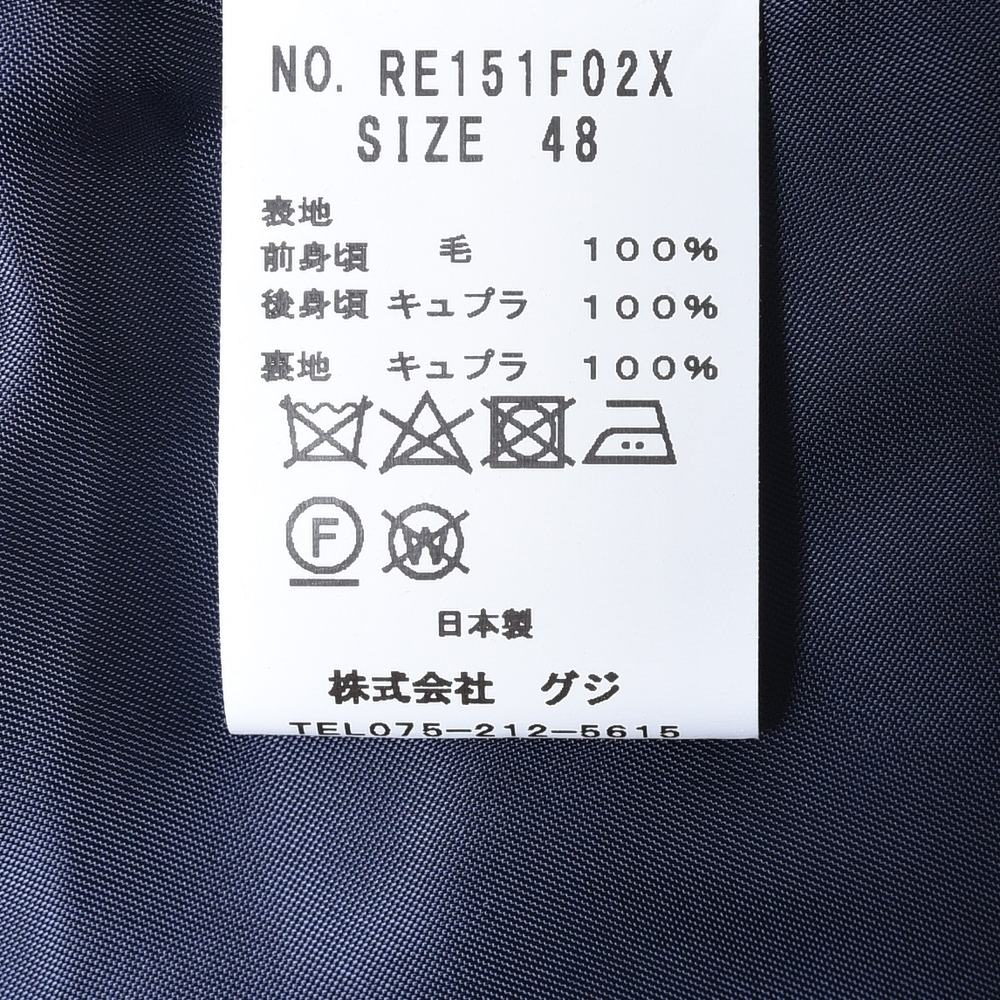 NO. RE151F02X
SIZE 48
表地
前身頃 毛 100%
後身頃 キュプラ 100%
裏地 キュプラ 100%
F W
日本製
株式会社 グジ
TEL075-212-5615